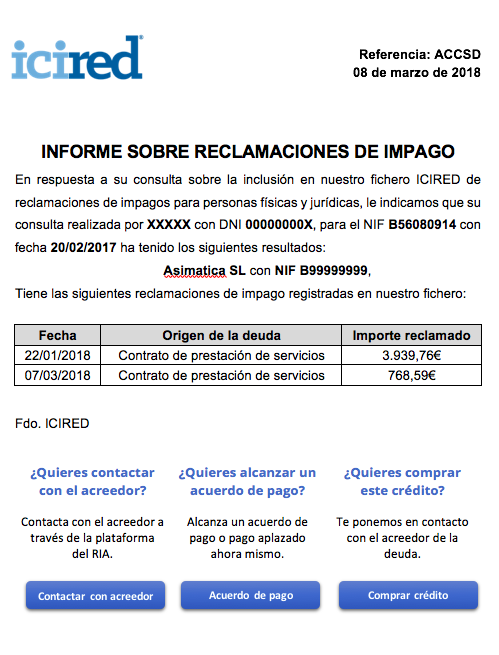 icired
Referencia: ACCSD
08 de marzo de 2018
INFORME SOBRE RECLAMACIONES DE IMPAGO
En respuesta a su consulta sobre la inclusión en nuestro fichero ICIRED de
reclamaciones de impagos para personas físicas y jurídicas, le indicamos que su
consulta realizada por XXXXX con DNI 00000000X, para el NIF B56080914 con
fecha 20/02/2017 ha tenido los siguientes resultados:
Asimatica SL con NIF B99999999,
Tiene las siguientes reclamaciones de impago registradas en nuestro fichero:
Fecha Origen de la deuda Importe reclamado
22/01/2018 Contrato de prestación de servicios 3.939,76€
07/03/2018 Contrato de prestación de servicios 768,59€
Fdo. ICIRED
¿Quieres contactar
con el acreedor?
Contacta con el acreedor a
través de la plataforma
del RIA.
Contactar con acreedor
¿Quieres alcanzar un
acuerdo de pago?
Alcanza un acuerdo de
pago o pago aplazado
ahora mismo.
Acuerdo de pago
¿Quieres comprar
este crédito?
Te ponemos en contacto
con el acreedor de la
deuda.
Comprar crédito